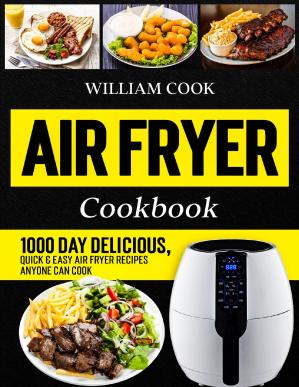 WILLIAM COOK
AIR FRYER
Cookbook
1000 DAY DELICIOUS,
QUICK & EASY AIR FRYER RECIPES
ANYONE CAN COOK